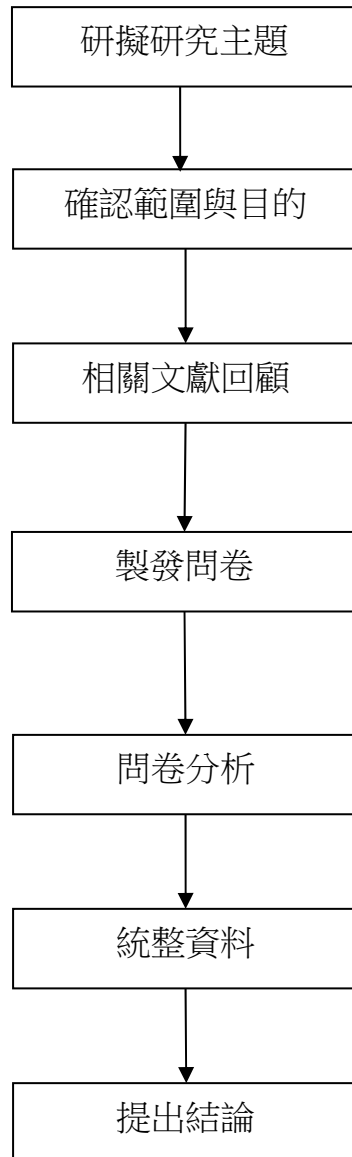 研擬研究主題
確認範圍與目的
相關文獻回顧
製發問卷
問卷分析
統整資料
提出結論